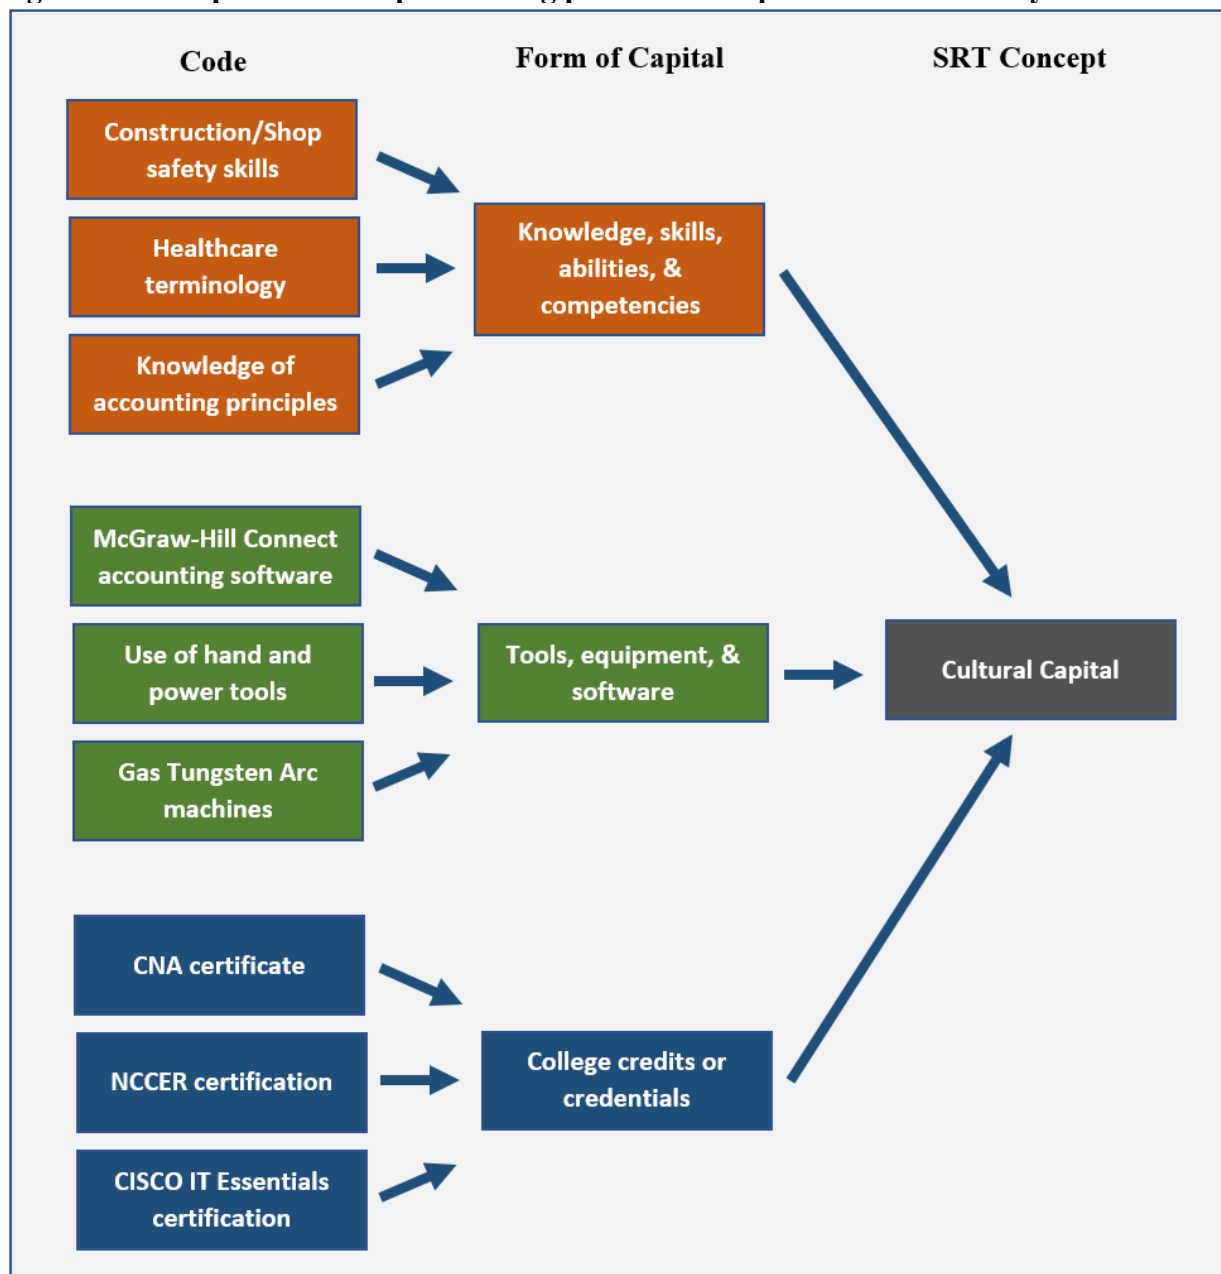 Code
Form of Capital
SRT Concept
Construction/Shop
safety skills
Healthcare
terminology
Knowledge of
accounting principles
Knowledge, skills,
abilities, &
competencies
McGraw-Hill Connect
accounting software
Use of hand and
power tools
Gas Tungsten Arc
machines
Tools, equipment, &
software
Cultural Capital
CNA certificate
NCCER certification
CISCO IT Essentials
certification
College credits or
credentials